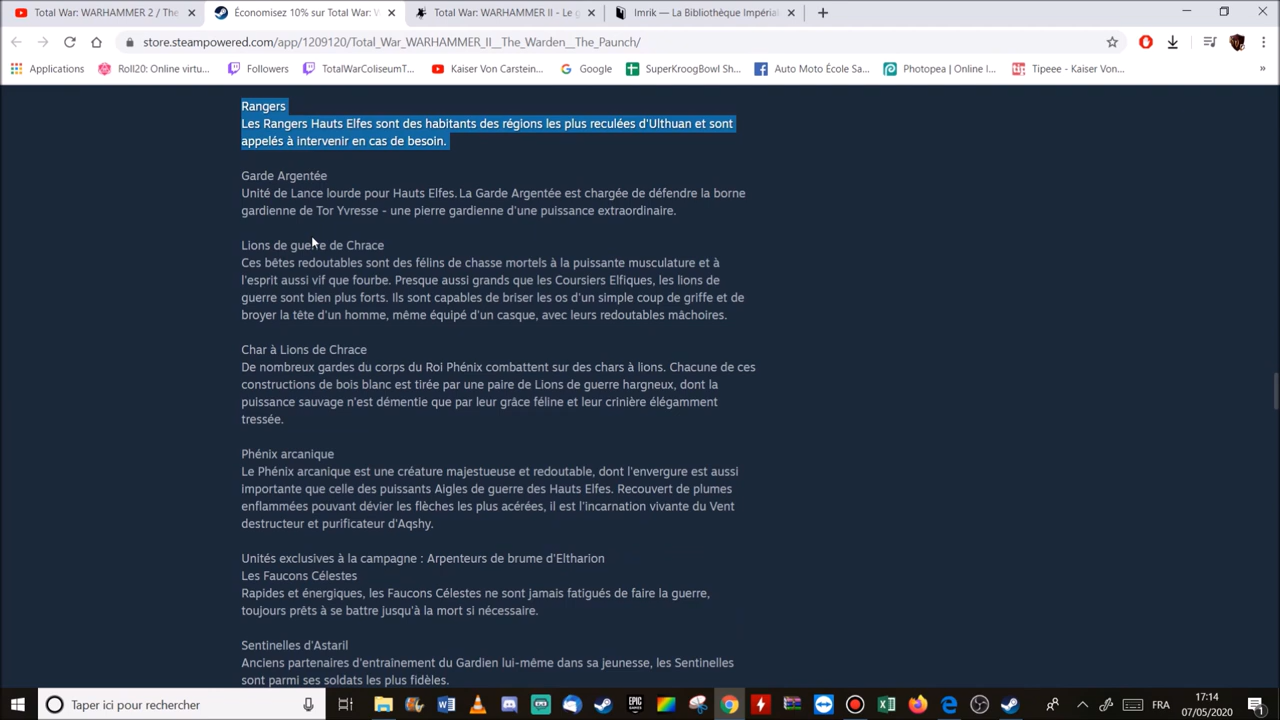 Total War: WARHAMMER 2 / The
Économisez 10% sur Total War: W
Total War: WARHAMMER II - Le g
Imrik — La Bibliothèque Impérial
store.steampowered.com/app/1209120/Total_War_WARHAMMER_II__The_Warden__The_Paunch/
Applications
Roll20: Online virtu...
Followers
TotalWarColiseumT...
Kaiser Von Carstein...
Google
SuperKroogBowl Sh...
Auto Moto École Sa...
Photopea | Online I...
Tipeee - Kaiser Von...
»
Rangers
Les Rangers Hauts Elfes sont des habitants des régions les plus reculées d'Ulthuan et sont
appelés à intervenir en cas de besoin.
Garde Argentée
Unité de Lance lourde pour Hauts Elfes. La Garde Argentée est chargée de défendre la borne
gardienne de Tor Yvresse - une pierre gardienne d'une puissance extraordinaire.
Lions de guerre de Chrace
Ces bêtes redoutables sont des félins de chasse mortels à la puissante musculature et à
l'esprit aussi vif que fourbe. Presque aussi grands que les Coursiers Elfiques, les lions de
guerre sont bien plus forts. Ils sont capables de briser les os d'un simple coup de griffe et de
broyer la tête d'un homme, même équipé d'un casque, avec leurs redoutables mâchoires.
Char à Lions de Chrace
De nombreux gardes du corps du Roi Phénix combattent sur des chars à lions. Chacune de ces
constructions de bois blanc est tirée par une paire de Lions de guerre hargneux, dont la
puissance sauvage n'est démentie que par leur grâce féline et leur crinière élégamment
tressée.
Phénix arcanique
Le Phénix arcanique est une créature majestueuse et redoutable, dont l'envergure est aussi
importante que celle des puissants Aigles de guerre des Hauts Elfes. Recouvert de plumes
enflammées pouvant dévier les flèches les plus acérées, il est l'incarnation vivante du Vent
destructeur et purificateur d'Aqshy.
Unités exclusives à la campagne : Arpenteurs de brume d'Eltharion
Les Faucons Célestes
Rapides et énergiques, les Faucons Célestes ne sont jamais fatigués de faire la guerre,
toujours prêts à se battre jusqu'à la mort si nécessaire.
Sentinelles d'Astaril
Anciens partenaires d'entraînement du Gardien lui-même dans sa jeunesse, les Sentinelles
sont parmi ses soldats les plus fidèles.
Taper ici pour rechercher
FRA
17:14
07/05/2020